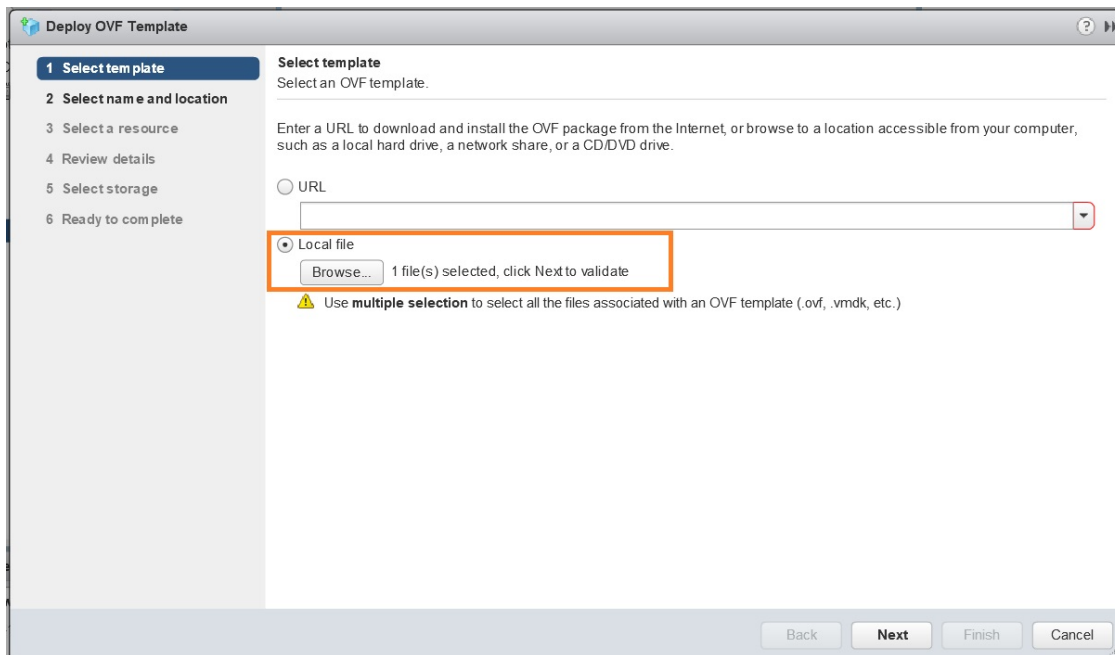 Deploy OVF Template
?
1 Select template
2 Select name and location
3 Select a resource
4 Review details
5 Select storage
6 Ready to complete
Select template
Select an OVF template.
Enter a URL to download and install the OVF package from the Internet, or browse to a location accessible from your computer,
such as a local hard drive, a network share, or a CD/DVD drive.
URL
Local file
Browse... 1 file(s) selected, click Next to validate
Use multiple selection to select all the files associated with an OVF template (.ovf, .vmdk, etc.)
Back Next Finish Cancel